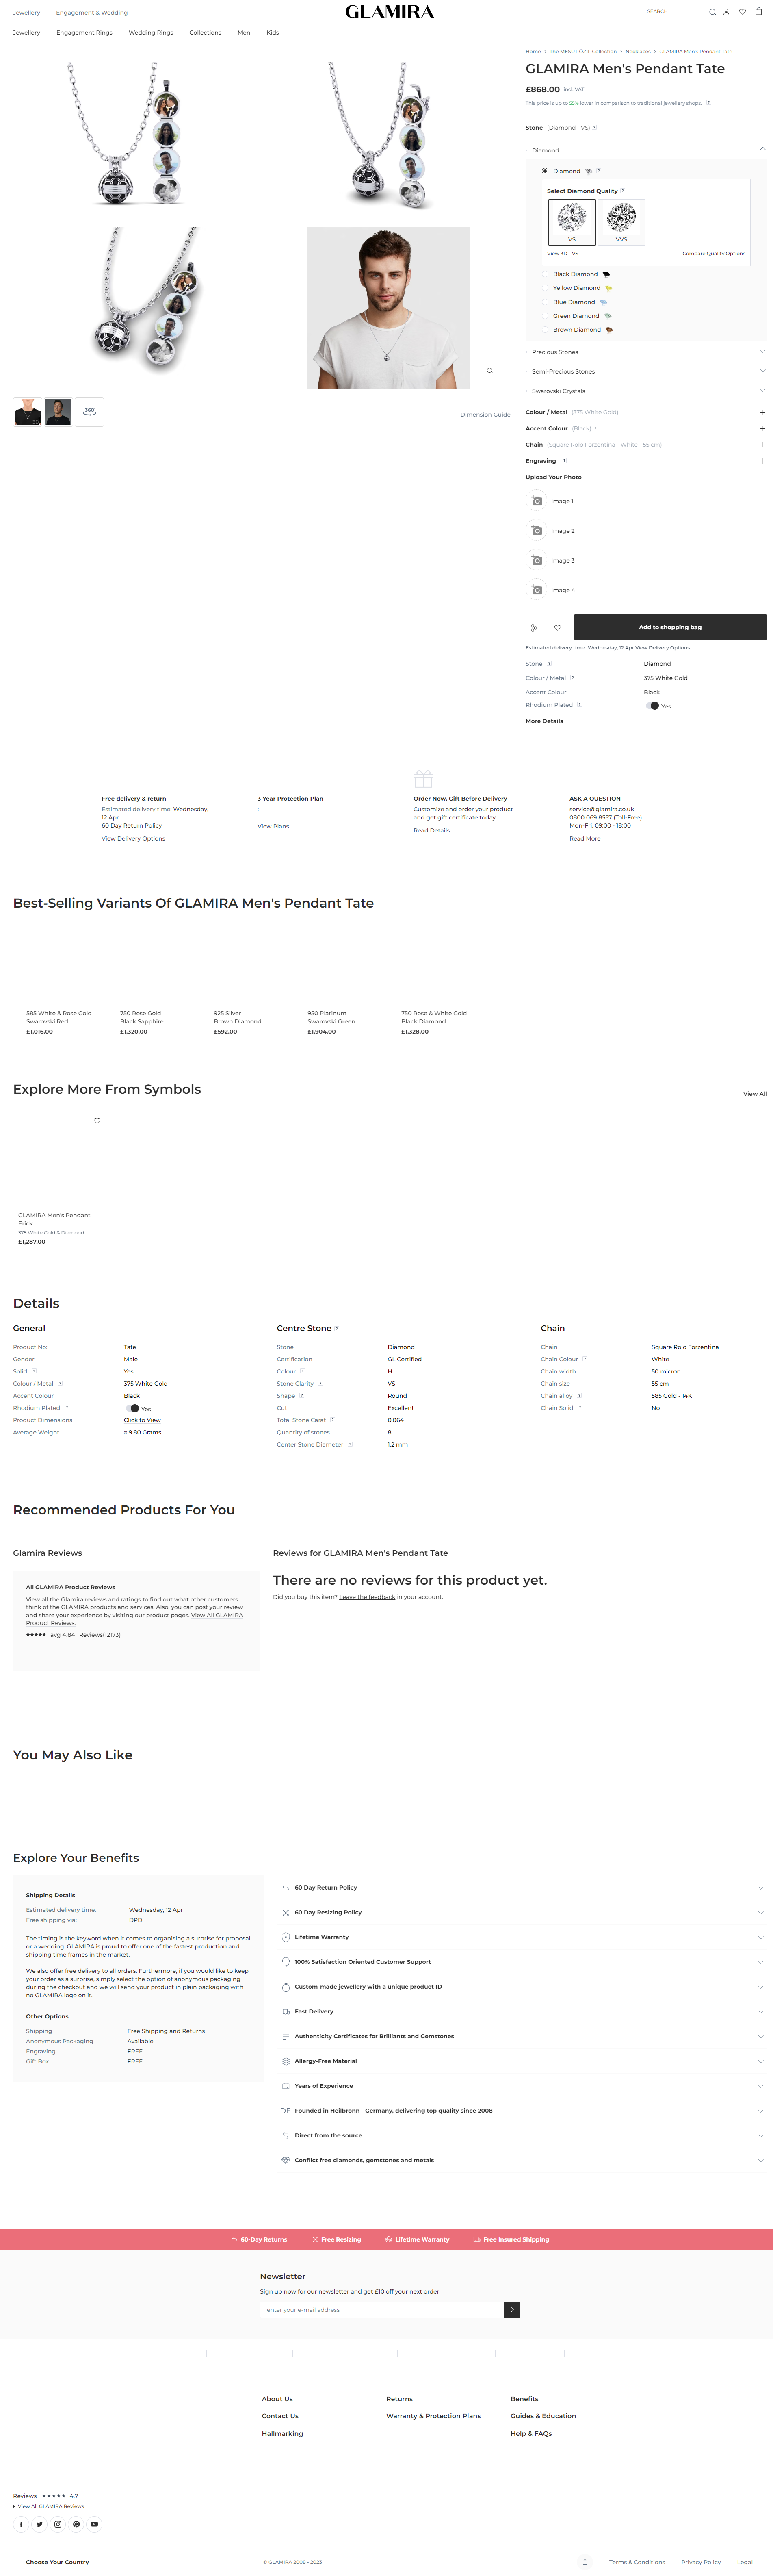 Jewellery Engagement & Wedding
GLAMIRA
SEARCH
Jewellery Engagement Rings Wedding Rings Collections Men Kids
Home > The MESUT ÖZIL Collection > Necklaces > GLAMIRA Men's Pendant Tate
GLAMIRA Men's Pendant Tate
£868.00 incl. VAT
This price is up to 55% lower in comparison to traditional jewellery shops. ?
Stone (Diamond - VS) ?
Diamond
Diamond ?
Select Diamond Quality ?
VS VVS
View 3D - VS Compare Quality Options
Black Diamond
Yellow Diamond
Blue Diamond
Green Diamond
Brown Diamond
Precious Stones
Semi-Precious Stones
Swarovski Crystals
360°
Dimension Guide
Colour / Metal (375 White Gold)
Accent Colour (Black) ?
Chain (Square Rolo Forzentina - White - 55 cm)
Engraving ?
Upload Your Photo
Image 1
Image 2
Image 3
Image 4
Add to shopping bag
Estimated delivery time: Wednesday, 12 Apr View Delivery Options
Stone ? Diamond
Colour / Metal ? 375 White Gold
Accent Colour Black
Rhodium Plated ? Yes
More Details
Free delivery & return
Estimated delivery time: Wednesday,
12 Apr
60 Day Return Policy
View Delivery Options
3 Year Protection Plan
:
View Plans
Order Now, Gift Before Delivery
Customize and order your product
and get gift certificate today
Read Details
ASK A QUESTION
service@glamira.co.uk
0800 069 8557 (Toll-Free)
Mon-Fri, 09:00 - 18:00
Read More
Best-Selling Variants Of GLAMIRA Men's Pendant Tate
585 White & Rose Gold
Swarovski Red
£1,016.00
750 Rose Gold
Black Sapphire
£1,320.00
925 Silver
Brown Diamond
£592.00
950 Platinum
Swarovski Green
£1,904.00
750 Rose & White Gold
Black Diamond
£1,328.00
Explore More From Symbols
View All
GLAMIRA Men's Pendant
Erick
375 White Gold & Diamond
£1,287.00
Details
General
Product No: Tate
Gender Male
Solid ? Yes
Colour / Metal ? 375 White Gold
Accent Colour Black
Rhodium Plated ? Yes
Product Dimensions Click to View
Average Weight ≈ 9.80 Grams
Centre Stone ?
Stone Diamond
Certification GL Certified
Colour ? H
Stone Clarity ? VS
Shape ? Round
Cut Excellent
Total Stone Carat ? 0.064
Quantity of stones 8
Center Stone Diameter ? 1.2 mm
Chain
Chain Square Rolo Forzentina
Chain Colour ? White
Chain width 50 micron
Chain size 55 cm
Chain alloy ? 585 Gold - 14K
Chain Solid ? No
Recommended Products For You
Glamira Reviews
All GLAMIRA Product Reviews
View all the Glamira reviews and ratings to find out what other customers
think of the GLAMIRA products and services. Also, you can post your review
and share your experience by visiting our product pages. View All GLAMIRA
Product Reviews.
★★★★★ avg 4.84 Reviews(12173)
Reviews for GLAMIRA Men's Pendant Tate
There are no reviews for this product yet.
Did you buy this item? Leave the feedback in your account.
You May Also Like
Explore Your Benefits
Shipping Details
Estimated delivery time: Wednesday, 12 Apr
Free shipping via: DPD
The timing is the keyword when it comes to organising a surprise for proposal
or a wedding. GLAMIRA is proud to offer one of the fastest production and
shipping time frames in the market.
We also offer free delivery to all orders. Furthermore, if you would like to keep
your order as a surprise, simply select the option of anonymous packaging
during the checkout and we will send your product in plain packaging with
no GLAMIRA logo on it.
Other Options
Shipping Free Shipping and Returns
Anonymous Packaging Available
Engraving FREE
Gift Box FREE
60 Day Return Policy
60 Day Resizing Policy
Lifetime Warranty
100% Satisfaction Oriented Customer Support
Custom-made jewellery with a unique product ID
Fast Delivery
Authenticity Certificates for Brilliants and Gemstones
Allergy-Free Material
Years of Experience
DE Founded in Heilbronn - Germany, delivering top quality since 2008
Direct from the source
Conflict free diamonds, gemstones and metals
60-Day Returns Free Resizing Lifetime Warranty Free Insured Shipping
Newsletter
Sign up now for our newsletter and get £10 off your next order
enter your e-mail address
About Us
Contact Us
Hallmarking
Returns
Warranty & Protection Plans
Benefits
Guides & Education
Help & FAQs
Reviews ★★★★★ 4.7
View All GLAMIRA Reviews
Choose Your Country
© GLAMIRA 2008 - 2023
Terms & Conditions Privacy Policy Legal